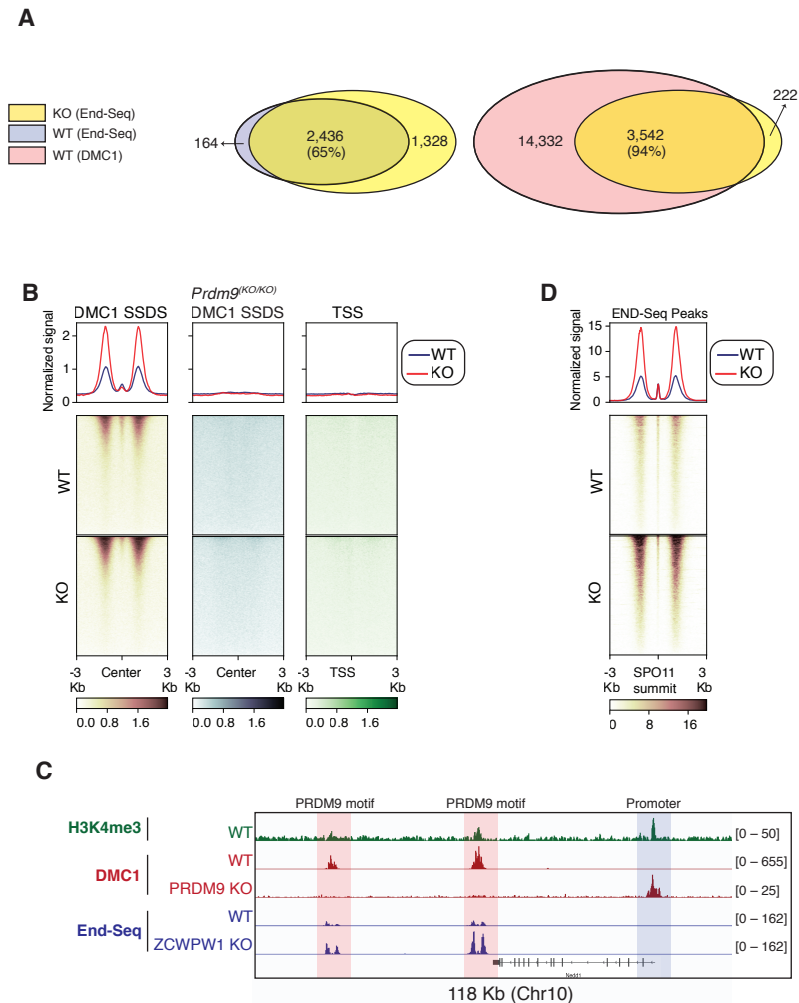 A
KO (End-Seq)
WT (End-Seq)
WT (DMC1)
164
2,436
(65%)
1,328
14,332
3,542
(94%)
222
B
DMC1 SSDS
Prdm9(KO/KO)
DMC1 SSDS
TSS
Normalized signal
2
1
0
WT
KO
WT
KO
-3
Kb
Center
3
Kb
-3
Kb
Center
3
Kb
-3
Kb
TSS
3
Kb
0.0 0.8 1.6
0.0 0.8 1.6
0.0 0.8 1.6
D
END-Seq Peaks
Normalized signal
15
10
5
0
WT
KO
WT
KO
-3
Kb
SPO11
summit
3
Kb
0 8 16
C
PRDM9 motif PRDM9 motif Promoter
H3K4me3 WT [0 – 50]
DMC1 WT [0 – 655]
PRDM9 KO [0 – 25]
End-Seq WT [0 – 162]
ZCWPW1 KO [0 – 162]
Nedd1
118 Kb (Chr10)